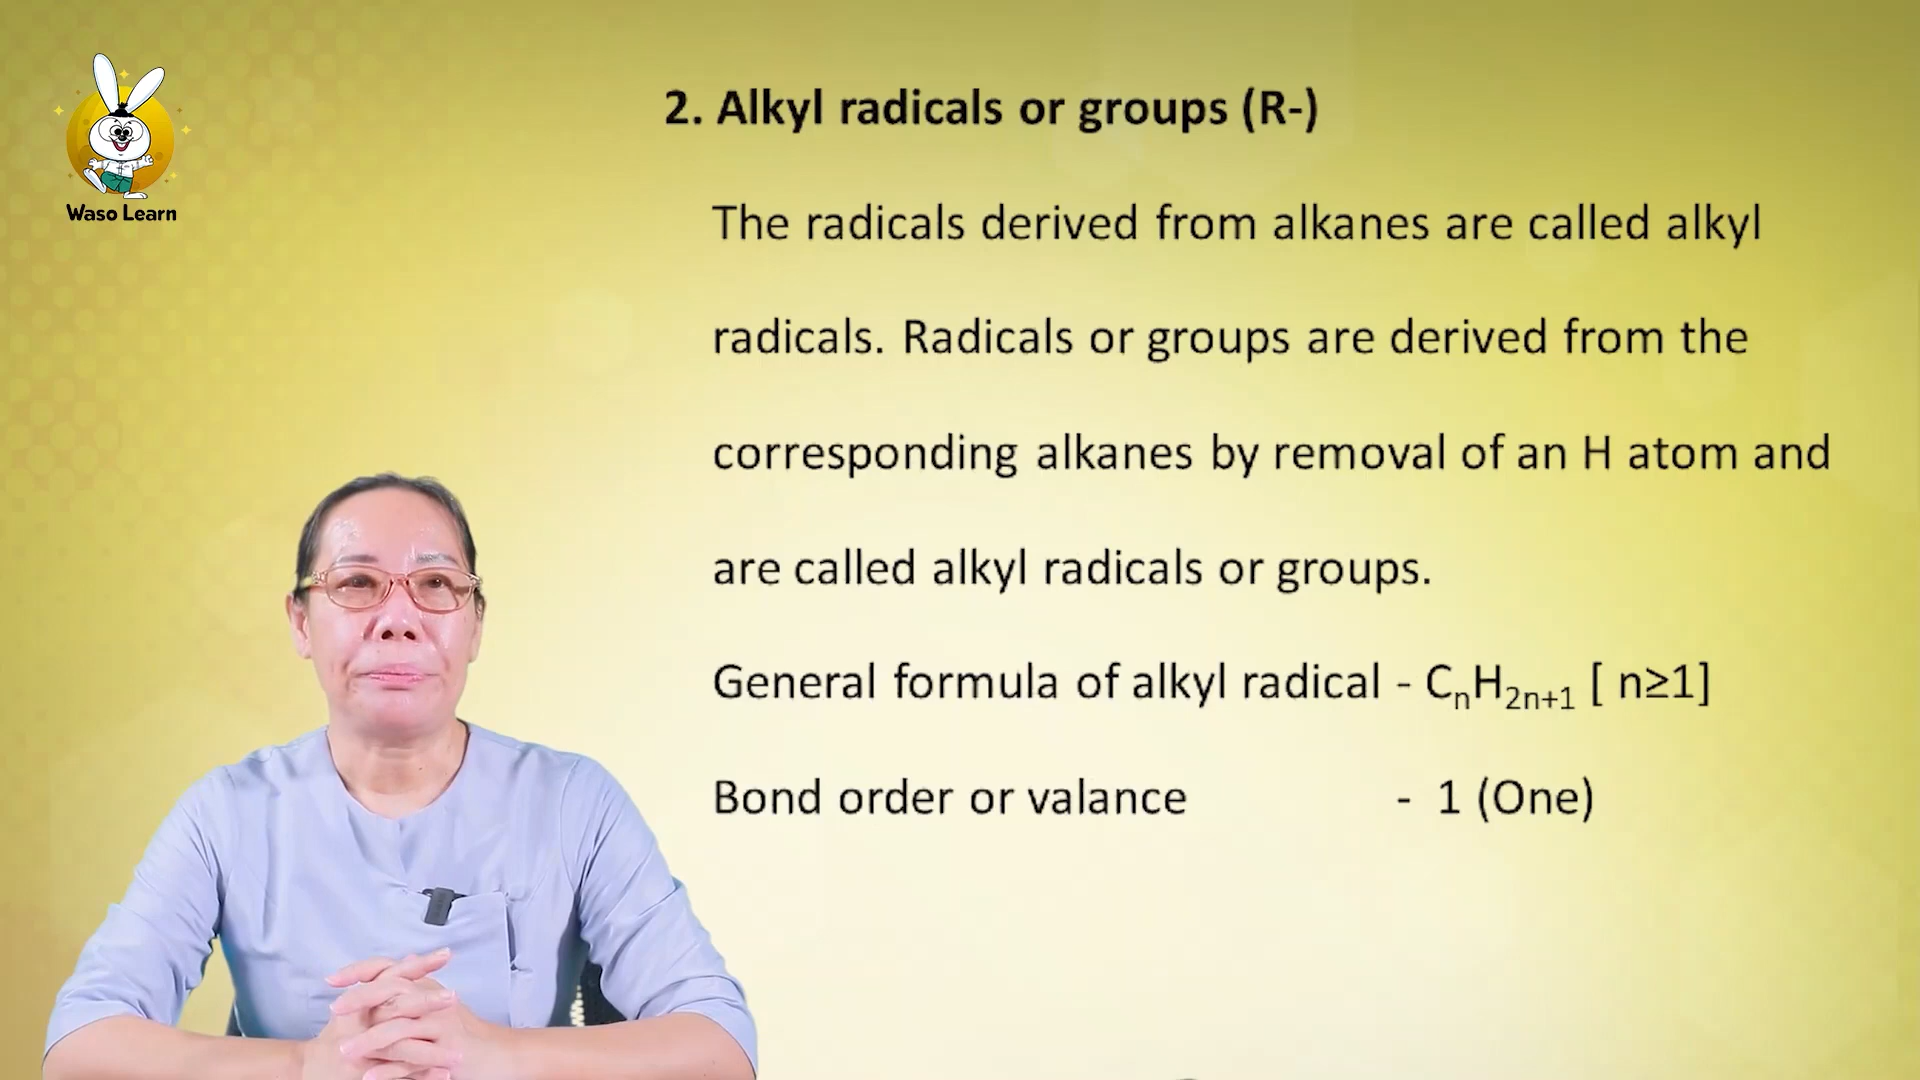 Waso Learn
2. Alkyl radicals or groups (R-)
The radicals derived from alkanes are called alkyl
radicals. Radicals or groups are derived from the
corresponding alkanes by removal of an H atom and
are called alkyl radicals or groups.
General formula of alkyl radical - CₙH₂ₙ₊₁ [ n≥1]
Bond order or valance - 1 (One)